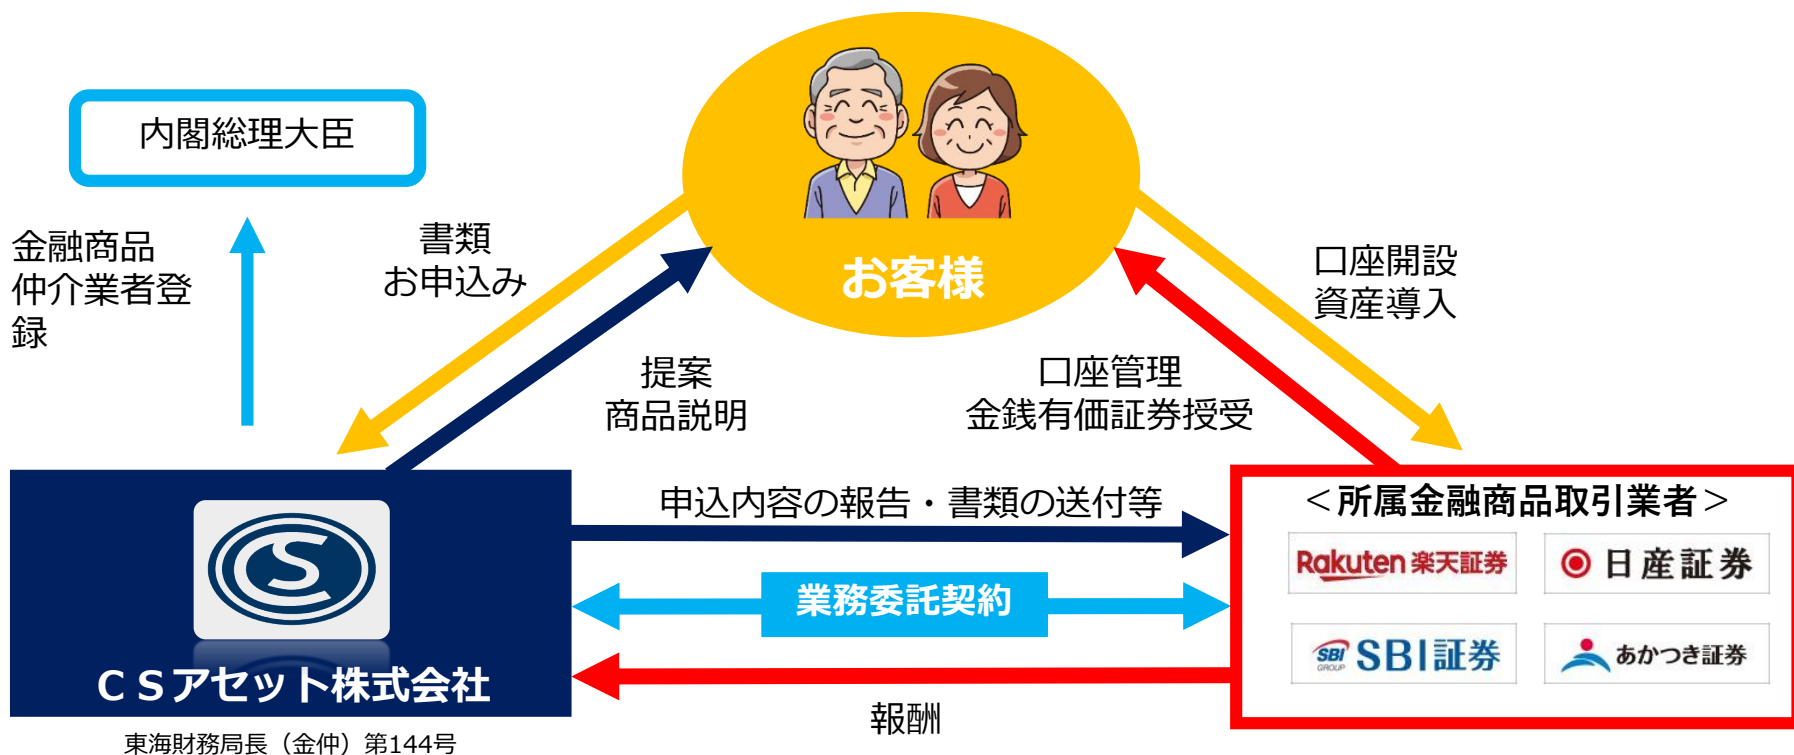 内閣総理大臣
金融商品
仲介業者登
録
書類
お申込み
お客様
口座開設
資産導入
提案
商品説明
口座管理
金銭有価証券授受
申込内容の報告・書類の送付等
業務委託契約
報酬
CS
ＣＳアセット株式会社
東海財務局長（金仲）第144号
＜所属金融商品取引業者＞
Rakuten 楽天証券
日産証券
SBI GROUP SBI証券
あかつき証券